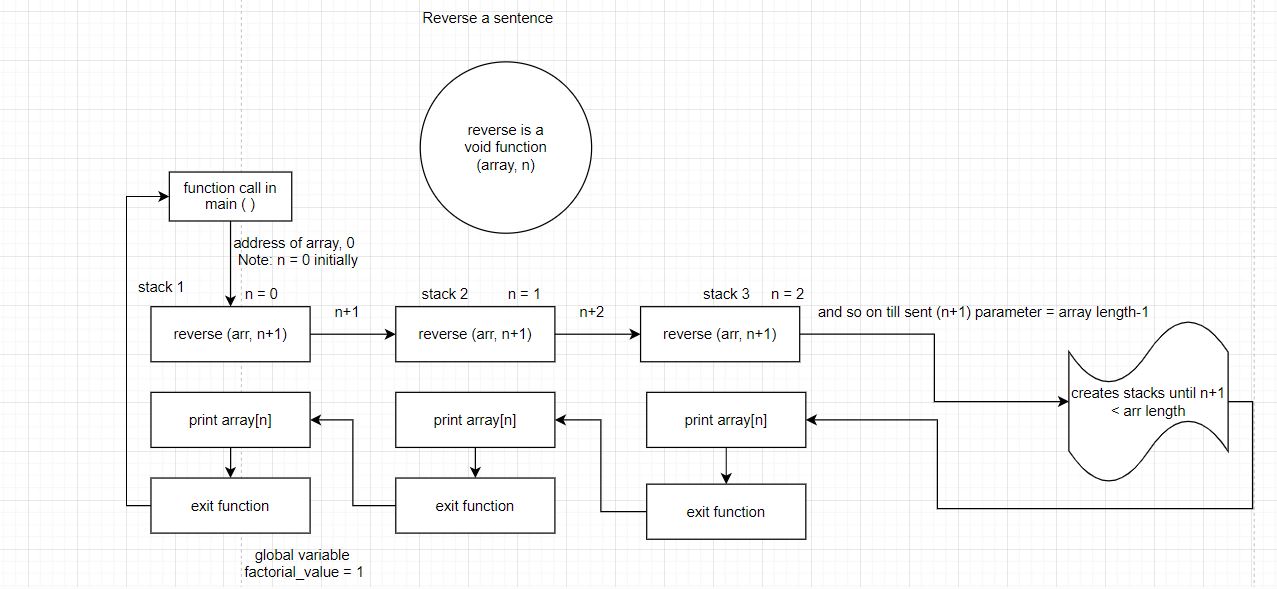 Reverse a sentence
reverse is a
void function
(array, n)
function call in
main ( )
address of array, 0
Note: n = 0 initially
stack 1
n = 0
stack 2
n = 1
stack 3
n = 2
n+1
n+2
and so on till sent (n+1) parameter = array length-1
reverse (arr, n+1)
reverse (arr, n+1)
reverse (arr, n+1)
creates stacks until n+1
< arr length
print array[n]
print array[n]
print array[n]
exit function
exit function
exit function
global variable
factorial_value = 1